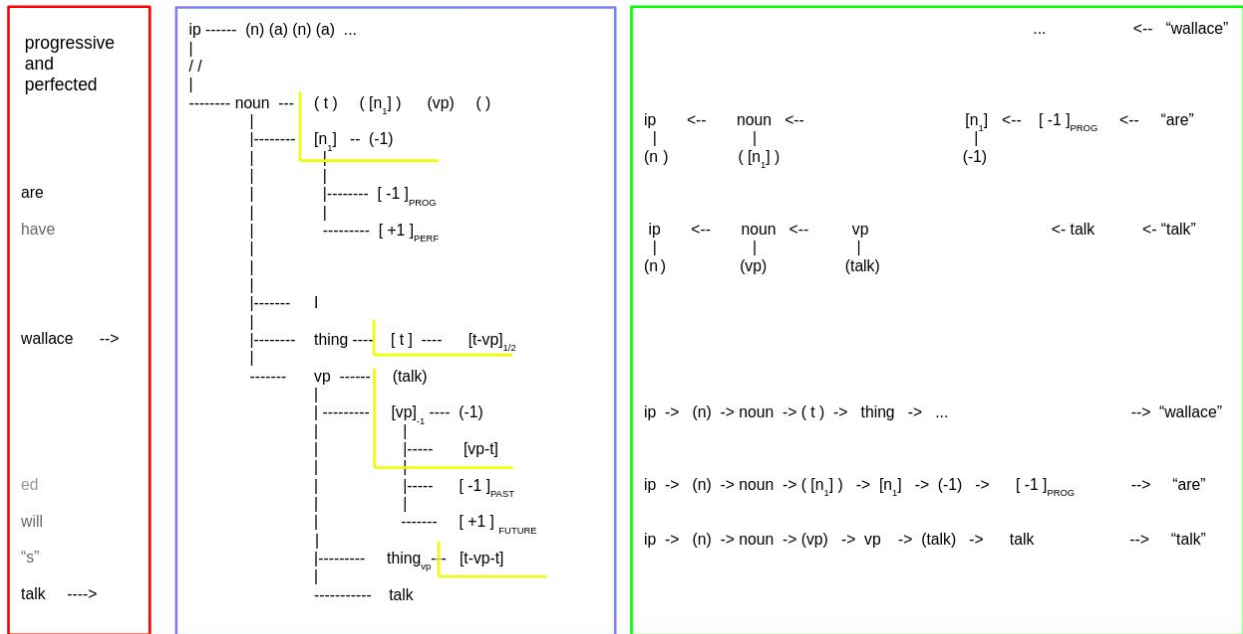 progressive
and
perfected
are
have
wallace -->
ed
will
“s”
talk ---->
ip ------ (n) (a) (n) (a) ...
|
/ /
|
-------- noun --- ( t ) ( [n1] ) (vp) ( )
|-------- [n1] -- (-1)
|-------- [ -1 ]PROG
--------- [ +1 ]PERF
|------- I
|-------- thing ---- [ t ] ---- [t-vp]1/2
------- vp ------ (talk)
|--------- [vp]-1 ---- (-1)
|----- [vp-t]
|----- [ -1 ]PAST
------- [ +1 ] FUTURE
|--------- thingvp -- [t-vp-t]
----------- talk
... <-- “wallace”
ip <-- noun <-- [n1] <-- [ -1 ]PROG <-- “are”
| | |
(n ) ( [n1] ) (-1)
ip <-- noun <-- vp <- talk <- “talk”
| | |
(n ) (vp) (talk)
ip -> (n) -> noun -> ( t ) -> thing -> ... --> “wallace”
ip -> (n) -> noun -> ( [n1] ) -> [n1] -> (-1) -> [ -1 ]PROG --> “are”
ip -> (n) -> noun -> (vp) -> vp -> (talk) -> talk --> “talk”